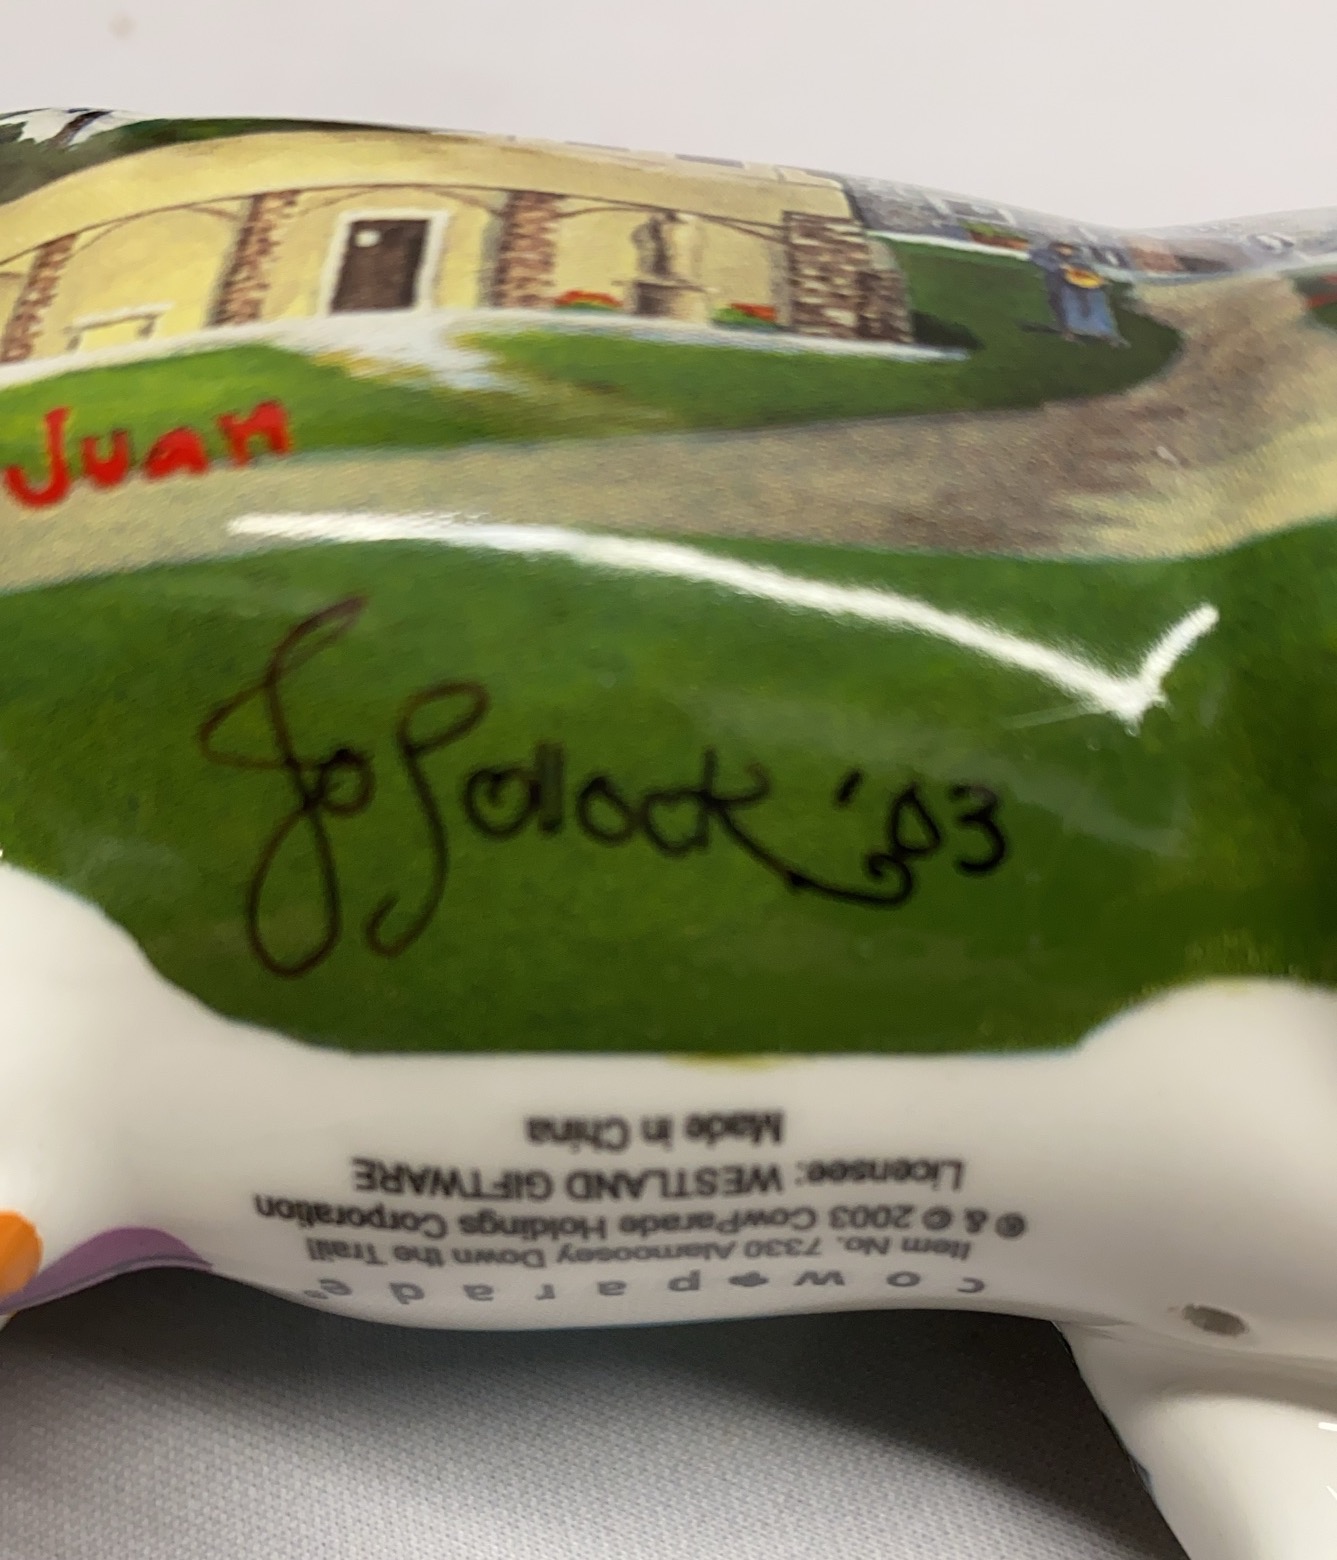 Juan
Jo Pollock '03
cowparade®
Item No. 7330 Alamoosey Down the Trail!
® & © 2003 CowParade Holdings Corporation
Licensee: WESTLAND GIFTWARE
Made in China